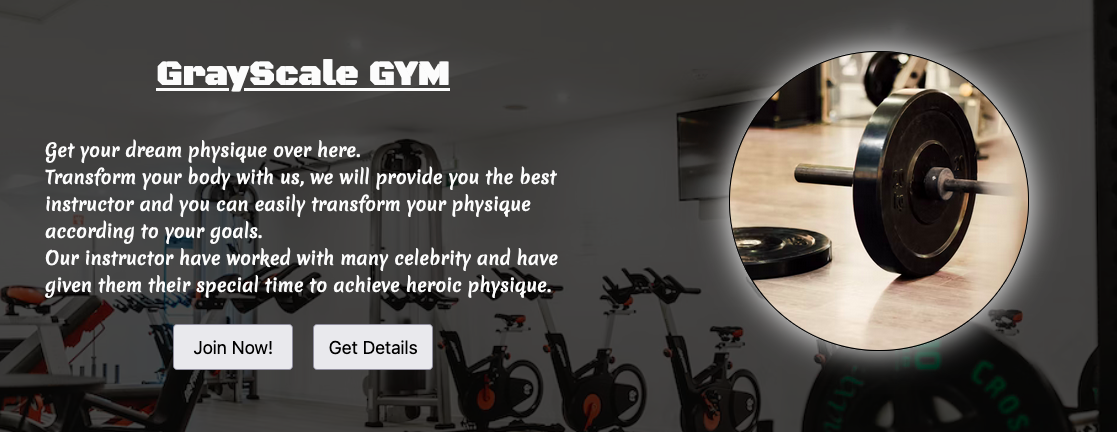 GrayScale GYM
Get your dream physique over here.
Transform your body with us, we will provide you the best
instructor and you can easily transform your physique
according to your goals.
Our instructor have worked with many celebrity and have
given them their special time to achieve heroic physique.
Join Now!
Get Details
CROS